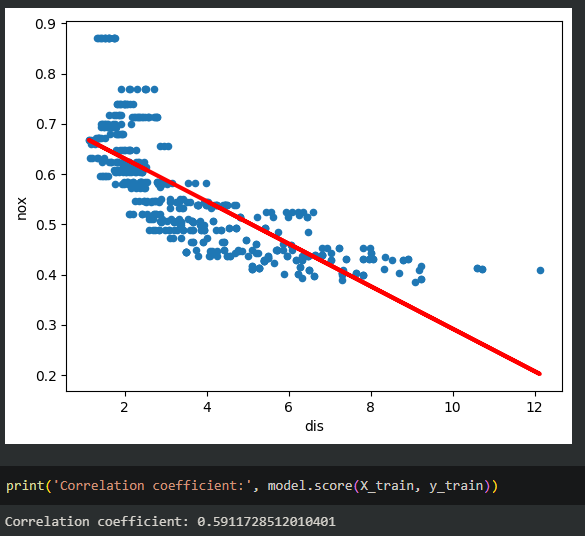 0.9
0.8
0.7
0.6
0.5
0.4
0.3
0.2
nox
2 4 6 8 10 12
dis
print('Correlation coefficient:', model.score(X_train, y_train))
Correlation coefficient: 0.5911728512010401